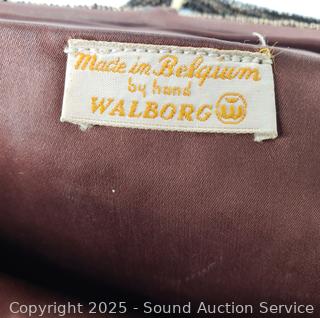 Made in Belgium
by hand
WALBORG W
Copyright 2025 - Sound Auction Service